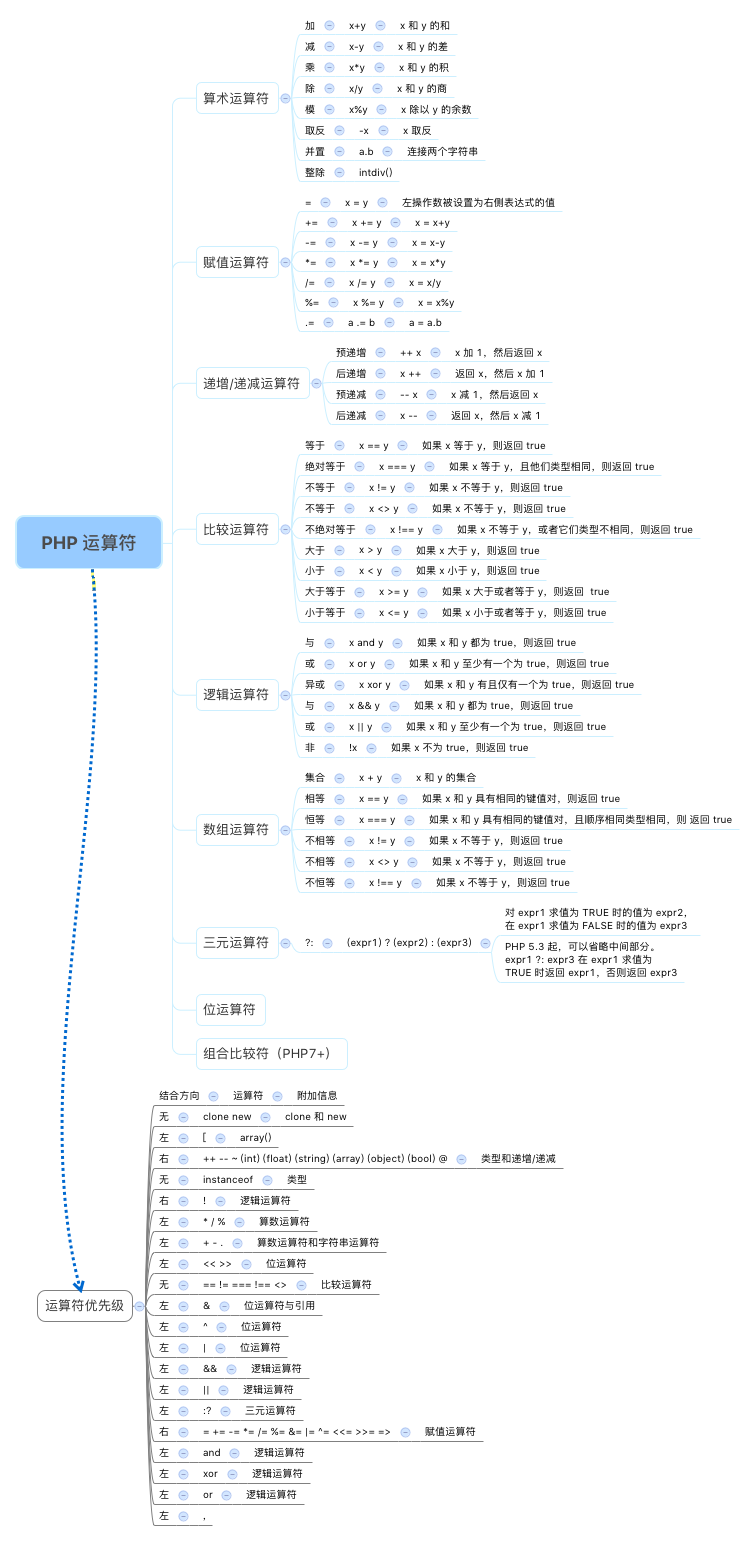 PHP 运算符
算术运算符
加 x+y x 和 y 的和
减 x-y x 和 y 的差
乘 x*y x 和 y 的积
除 x/y x 和 y 的商
模 x%y x 除以 y 的余数
取反 -x x 取反
并置 a.b 连接两个字符串
整除 intdiv()
赋值运算符
= x = y 左操作数被设置为右侧表达式的值
+= x += y x = x+y
-= x -= y x = x-y
*= x *= y x = x*y
/= x /= y x = x/y
%= x %= y x = x%y
.= a .= b a = a.b
递增/递减运算符
预递增 ++ x x 加 1，然后返回 x
后递增 x ++ 返回 x，然后 x 加 1
预递减 -- x x 减 1，然后返回 x
后递减 x -- 返回 x，然后 x 减 1
比较运算符
等于 x == y 如果 x 等于 y，则返回 true
绝对等于 x === y 如果 x 等于 y，且他们类型相同，则返回 true
不等于 x != y 如果 x 不等于 y，则返回 true
不等于 x <> y 如果 x 不等于 y，则返回 true
不绝对等于 x !== y 如果 x 不等于 y，或者它们类型不相同，则返回 true
大于 x > y 如果 x 大于 y，则返回 true
小于 x < y 如果 x 小于 y，则返回 true
大于等于 x >= y 如果 x 大于或者等于 y，则返回 true
小于等于 x <= y 如果 x 小于或者等于 y，则返回 true
逻辑运算符
与 x and y 如果 x 和 y 都为 true，则返回 true
或 x or y 如果 x 和 y 至少有一个为 true，则返回 true
异或 x xor y 如果 x 和 y 有且仅有一个为 true，则返回 true
与 x && y 如果 x 和 y 都为 true，则返回 true
或 x || y 如果 x 和 y 至少有一个为 true，则返回 true
非 !x 如果 x 不为 true，则返回 true
数组运算符
集合 x + y x 和 y 的集合
相等 x == y 如果 x 和 y 具有相同的键值对，则返回 true
恒等 x === y 如果 x 和 y 具有相同的键值对，且顺序相同类型相同，则 返回 true
不相等 x != y 如果 x 不等于 y，则返回 true
不相等 x <> y 如果 x 不等于 y，则返回 true
不恒等 x !== y 如果 x 不等于 y，则返回 true
三元运算符
?: (expr1) ? (expr2) : (expr3)
对 expr1 求值为 TRUE 时的值为 expr2，
在 expr1 求值为 FALSE 时的值为 expr3
PHP 5.3 起，可以省略中间部分。
expr1 ?: expr3 在 expr1 求值为
TRUE 时返回 expr1，否则返回 expr3
位运算符
组合比较符（PHP7+）
运算符优先级
结合方向 运算符 附加信息
无 clone new clone 和 new
左 [ array()
右 ++ -- ~ (int) (float) (string) (array) (object) (bool) @ 类型和递增/递减
无 instanceof 类型
右 ! 逻辑运算符
左 * / % 算数运算符
左 + - . 算数运算符和字符串运算符
左 << >> 位运算符
无 == != === !== <> 比较运算符
左 & 位运算符与引用
左 ^ 位运算符
左 | 位运算符
左 && 逻辑运算符
左 || 逻辑运算符
左 :? 三元运算符
右 = += -= *= /= %= &= |= ^= <<= >>= => 赋值运算符
左 and 逻辑运算符
左 xor 逻辑运算符
左 or 逻辑运算符
左 ,